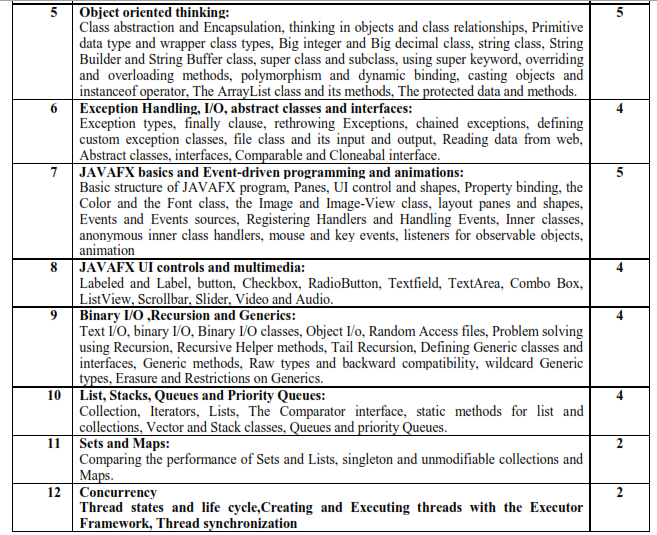 5 Object oriented thinking: 5
Class abstraction and Encapsulation, thinking in objects and class relationships, Primitive
data type and wrapper class types, Big integer and Big decimal class, string class, String
Builder and String Buffer class, super class and subclass, using super keyword, overriding
and overloading methods, polymorphism and dynamic binding, casting objects and
instanceof operator, The ArrayList class and its methods, The protected data and methods.
6 Exception Handling, I/O, abstract classes and interfaces: 4
Exception types, finally clause, rethrowing Exceptions, chained exceptions, defining
custom exception classes, file class and its input and output, Reading data from web,
Abstract classes, interfaces, Comparable and Cloneabal interface.
7 JAVAFX basics and Event-driven programming and animations: 5
Basic structure of JAVAFX program, Panes, UI control and shapes, Property binding, the
Color and the Font class, the Image and Image-View class, layout panes and shapes,
Events and Events sources, Registering Handlers and Handling Events, Inner classes,
anonymous inner class handlers, mouse and key events, listeners for observable objects,
animation
8 JAVAFX UI controls and multimedia: 4
Labeled and Label, button, Checkbox, RadioButton, Textfield, TextArea, Combo Box,
ListView, Scrollbar, Slider, Video and Audio.
9 Binary I/O ,Recursion and Generics: 4
Text I/O, binary I/O, Binary I/O classes, Object I/o, Random Access files, Problem solving
using Recursion, Recursive Helper methods, Tail Recursion, Defining Generic classes and
interfaces, Generic methods, Raw types and backward compatibility, wildcard Generic
types, Erasure and Restrictions on Generics.
10 List, Stacks, Queues and Priority Queues: 4
Collection, Iterators, Lists, The Comparator interface, static methods for list and
collections, Vector and Stack classes, Queues and priority Queues.
11 Sets and Maps: 2
Comparing the performance of Sets and Lists, singleton and unmodifiable collections and
Maps.
12 Concurrency 2
Thread states and life cycle,Creating and Executing threads with the Executor
Framework, Thread synchronization